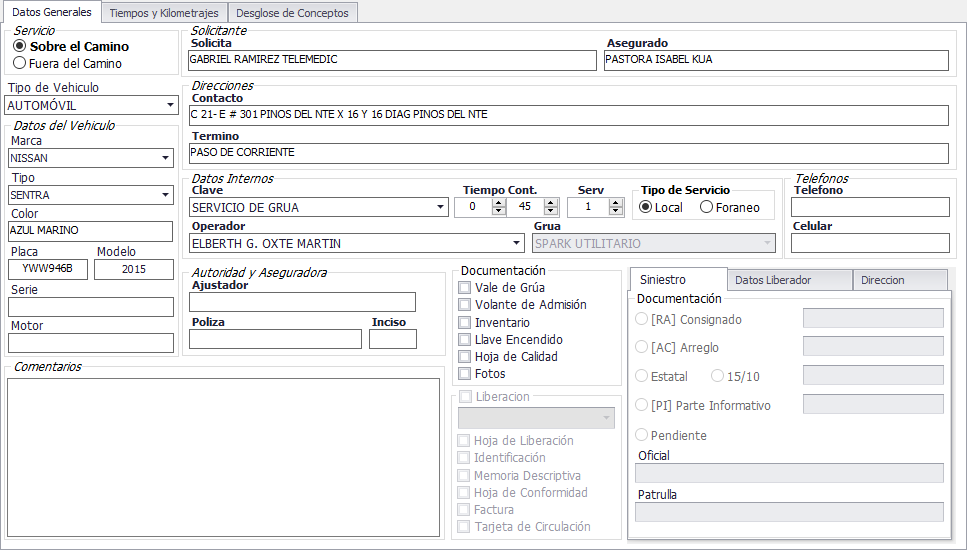 Datos Generales
Tiempos y Kilometrajes
Desglose de Conceptos
Servicio
Sobre el Camino
Fuera del Camino
Tipo de Vehiculo
AUTOMÓVIL
Datos del Vehiculo
Marca
NISSAN
Tipo
SENTRA
Color
AZUL MARINO
Placa
Modelo
YWW946B
2015
Serie
Motor
Solicitante
Solicita
Asegurado
GABRIEL RAMIREZ TELEMEDIC
PASTORA ISABEL KUA
Direcciones
Contacto
C 21- E # 301 PINOS DEL NTE X 16 Y 16 DIAG PINOS DEL NTE
Termino
PASO DE CORRIENTE
Datos Internos
Clave
Tiempo Cont.
Serv
SERVICIO DE GRUA
0
45
1
Tipo de Servicio
Local
Foraneo
Operador
Grua
ELBERTH G. OXTE MARTIN
SPARK UTILITARIO
Telefonos
Telefono
Celular
Autoridad y Aseguradora
Ajustador
Poliza
Inciso
Documentación
Vale de Grúa
Volante de Admisión
Inventario
Llave Encendido
Hoja de Calidad
Fotos
Liberacion
Hoja de Liberación
Identificación
Memoria Descriptiva
Hoja de Conformidad
Factura
Tarjeta de Circulación
Siniestro
Datos Liberador
Direccion
Documentación
[RA] Consignado
[AC] Arreglo
Estatal
15/10
[PI] Parte Informativo
Pendiente
Oficial
Patrulla
Comentarios